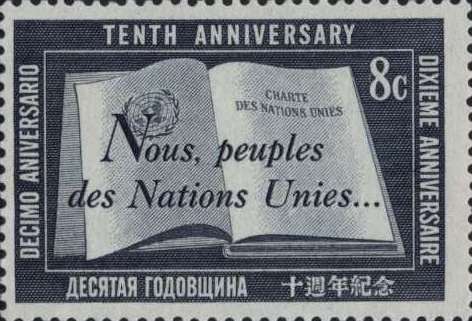 TENTH ANNIVERSARY
DECIMO ANIVERSARIO
8c
DIXIEME ANNIVERSAIRE
CHARTE
DES NATIONS UNIES
Nous, peuples
des Nations Unies...
ДЕСЯТАЯ ГОДОВЩИНА
十週年紀念